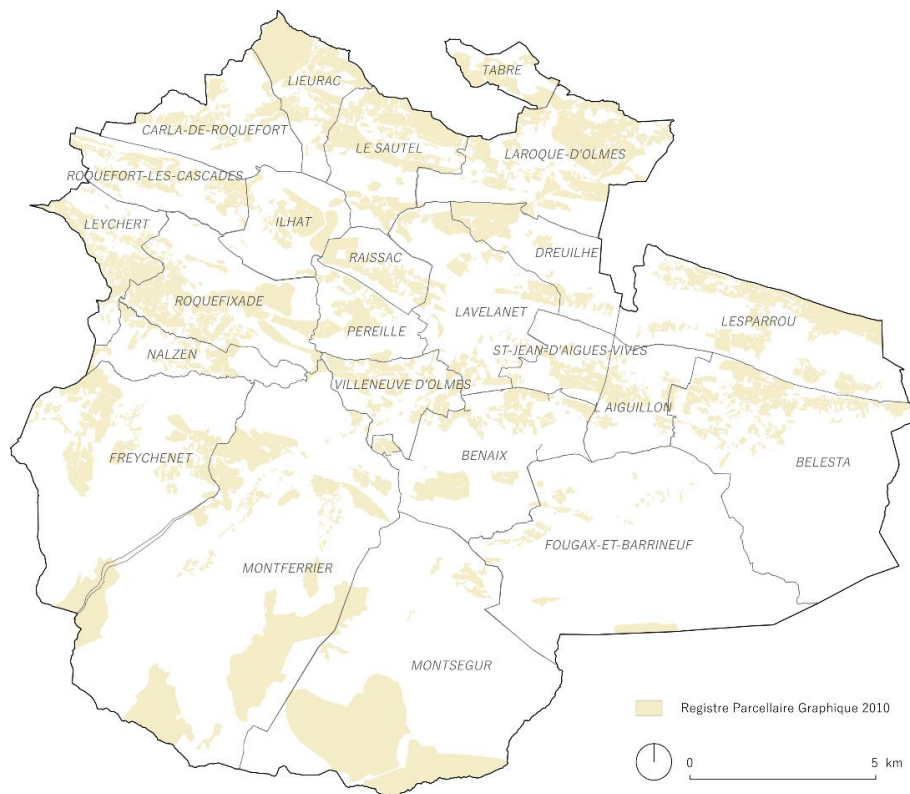 TABRE
LIEURAC
CARLA-DE-ROQUEFORT
LE SAUTEL
LAROQUE-D'OLMES
ROQUEFORT-LES-CASCADES
LEYCHERT
ILHAT
DREUILHE
RAISSAC
ROQUEFIXADE
LAVELANET
LESPARROU
PEREILLE
NALZEN
ST-JEAN-D'AIGUES-VIVES
VILLENEUVE D'OLMES
L AIGUILLON
FREYCHENET
BENAIX
BELESTA
FOUGAX-ET-BARRINEUF
MONTFERRIER
MONTSEGUR
Registre Parcellaire Graphique 2010
0 5 km